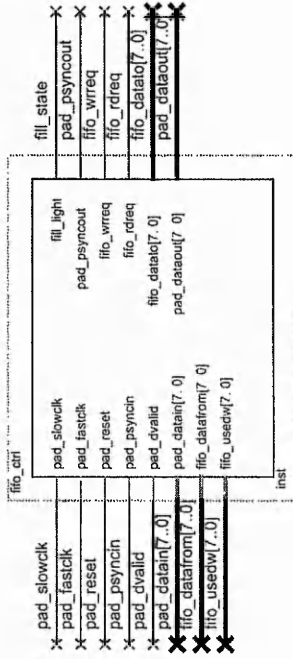 fifo_ctrl
pad_slowclk
pad_fastclk
pad_reset
pad_psyncin
pad_dvalid
pad_datain[7..0]
fifo_datafrom[7..0]
fifo_usedw[7..0]
pad_slowclk
pad_fastclk
pad_reset
pad_psyncin
pad_dvalid
pad_datain[7 0]
fifo_datafrom[7 0]
fifo_usedw[7 0]
fill_light
pad_psyncout
fifo_wrreq
fifo_rdreq
fifo_datato[7 0]
pad_dataout[7 0]
fill_state
pad_psyncout
fifo_wrreq
fifo_rdreq
fifo_datato[7..0]
pad_dataout[7..0]
inst